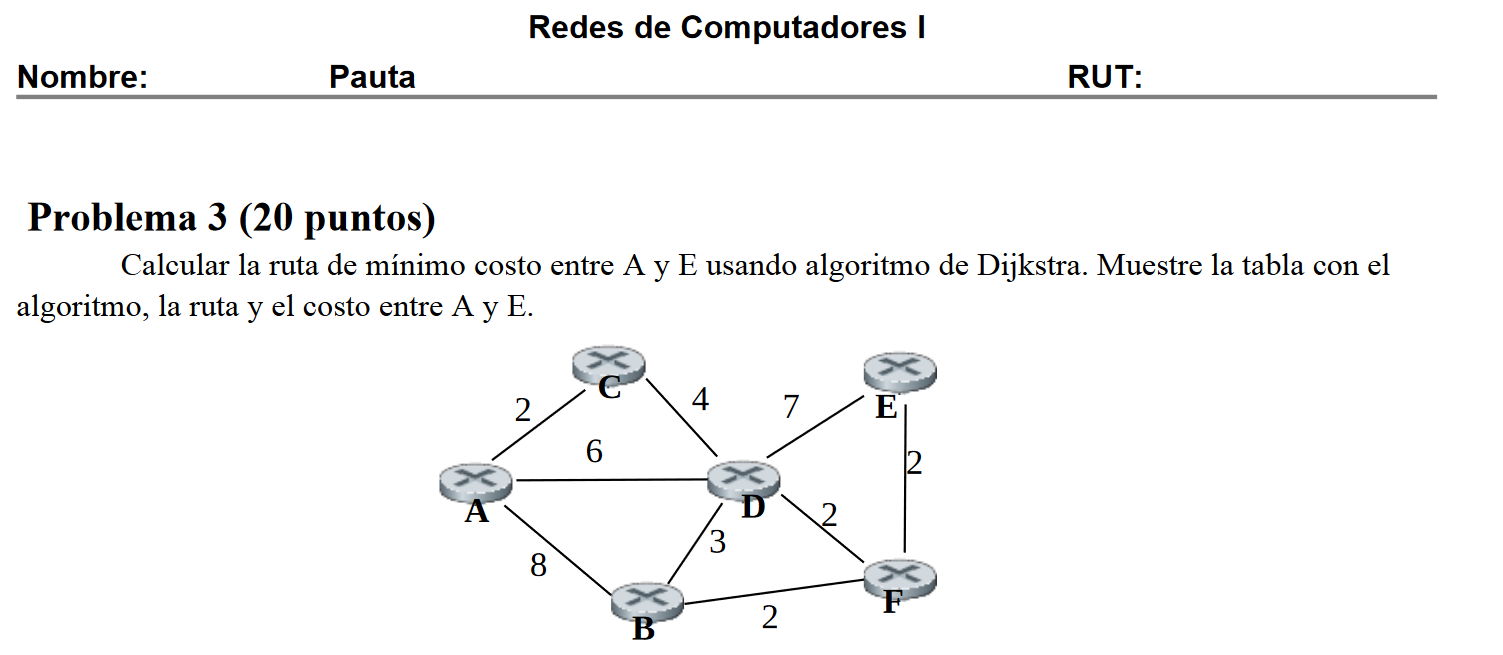 Redes de Computadores I
Nombre: Pauta RUT:
Problema 3 (20 puntos)
Calcular la ruta de mínimo costo entre A y E usando algoritmo de Dijkstra. Muestre la tabla con el
algoritmo, la ruta y el costo entre A y E.
C
E
2
4
7
6
2
A
D
2
3
8
F
2
B